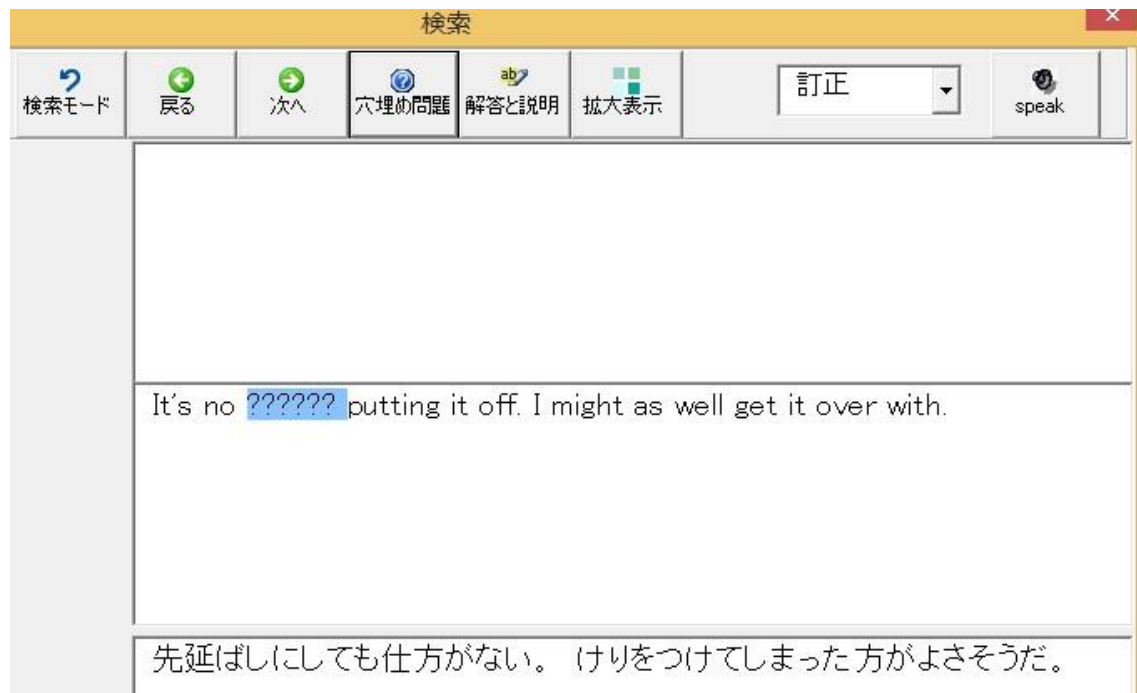 検索
検索モード 戻る 次へ 穴埋め問題 解答と説明 拡大表示 訂正 speak
It's no ?????? putting it off. I might as well get it over with.
先延ばしにしても仕方がない。 けりをつけてしまった方がよさそうだ。